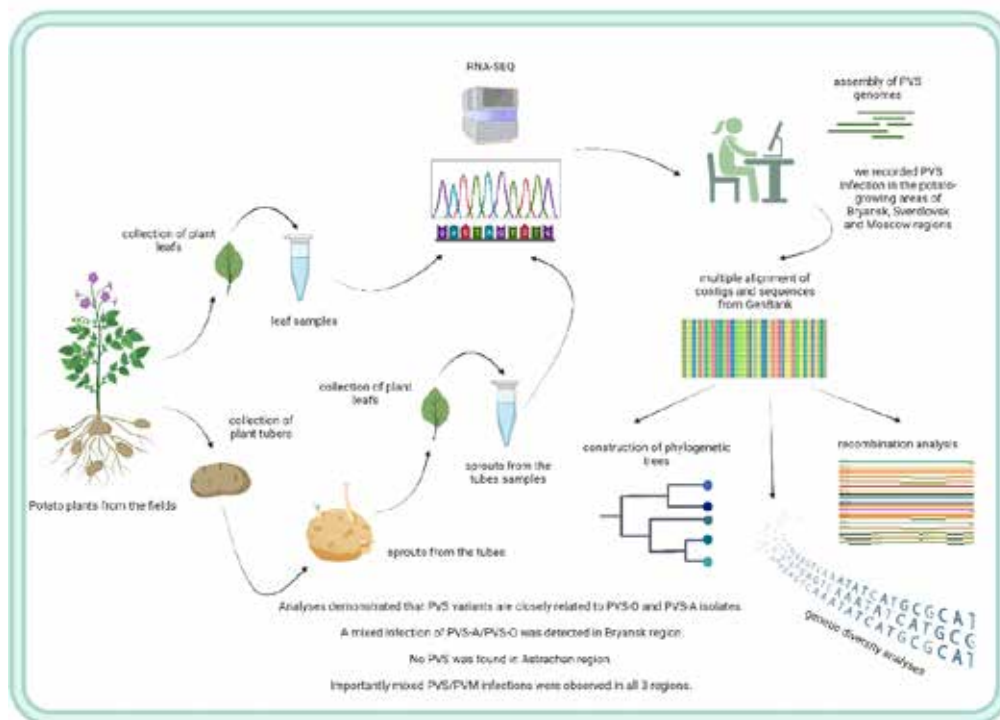 RNA-SEQ
assembly of PVS
genomes
we recorded PVS
infection in the potato-
growing areas of
Bryansk, Sverdlovsk
and Moscow regions
collection of plant
leafs
leaf samples
multiple alignment of
contigs and sequences
from GenBank
collection of plant
leafs
collection of
plant tubers
sprouts from the
tubes samples
construction of phylogenetic
trees
recombination analysis
Potato plants from the fields
sprouts from the tubes
ATATCATGCGCAT
AAATATCATGCG
AAATATCATGCGCAT
genetic diversity analyses
Analyses demonstrated that PVS variants are closely related to PVS-O and PVS-A isolates.
A mixed infection of PVS-A/PVS-O was detected in Bryansk region.
No PVS was found in Astrachan region.
Importantly mixed PVS/PVM infections were observed in all 3 regions.